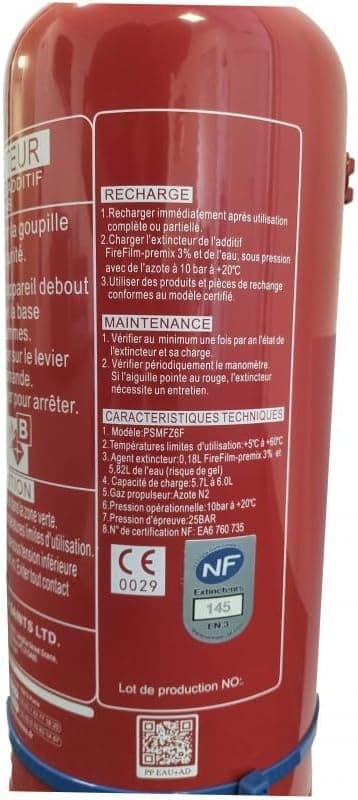 EUR
ADDITIF
la goupille
urité.
appareil debout
la base
mmes.
er sur le levier
mande.
er pour arrêter.
B
TION
zone verte.
limites d'utilisation.
tension inférieure
Eviter tout contact
LTD.
RECHARGE
1.Recharger immédiatement après utilisation
complète ou partielle.
2.Charger l'extincteur de l'additif
FireFilm-premix 3% et de l'eau, sous pression
avec de l'azote à 10 bar à +20°C
3.Utiliser des produits et pièces de rechange
conformes au modèle certifié.
MAINTENANCE
1. Vérifier au minimum une fois par an l'état de
l'extincteur et sa charge.
2. Vérifier périodiquement le manomètre.
Si l'aiguille pointe au rouge, l'extincteur
nécessite un entretien.
CARACTERISTIQUES TECHNIQUES
1. Modèle:PSMFZ6F
2.Températures limites d'utilisation:+5℃ à +60℃
3.Agent extincteur:0,18L FireFilm-premix 3% et
5,82L de l'eau (risque de gel)
4. Capacité de charge:5.7L à 6.0L
5.Gaz propulseur:Azote N2
6.Pression opérationnelle:10bar à +20°C
7.Pression d'épreuve:25BAR
8.N° de certification NF: EA6 760 735
CE
0029
NF
Extincteurs
145
EN 3
Lot de production NO:
PP EAU+AD